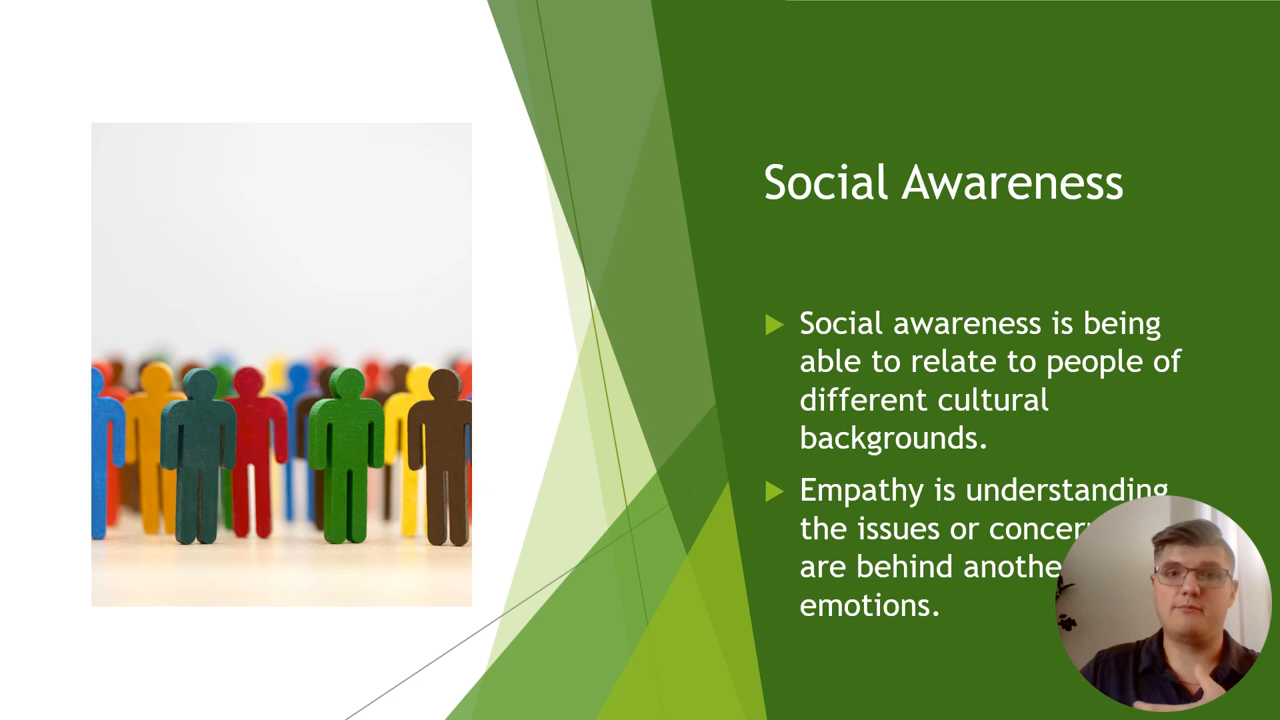 Social Awareness
Social awareness is being
able to relate to people of
different cultural
backgrounds.
Empathy is understanding
the issues or
are behind
emotions.